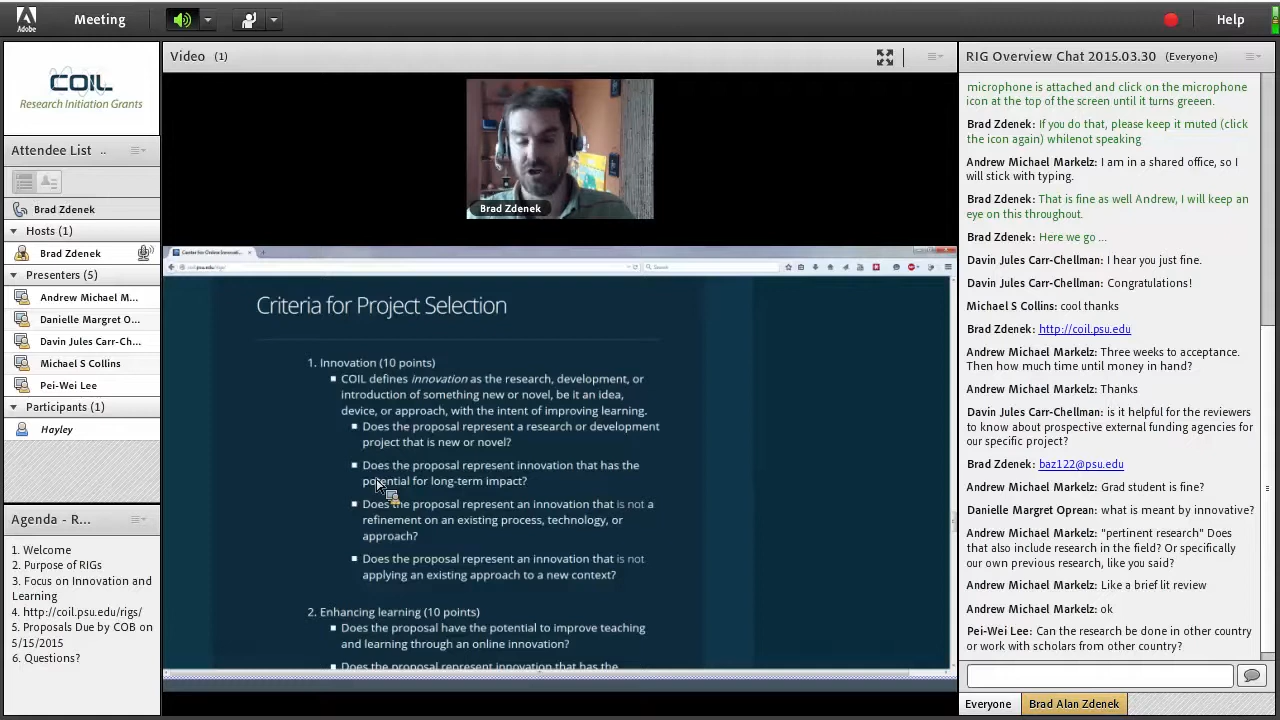 Adobe
Meeting
Help
COIL
Research Initiation Grants
Attendee List ..
Brad Zdenek
Hosts (1)
Brad Zdenek
Presenters (5)
Andrew Michael M...
Danielle Margret O...
Davin Jules Carr-Ch...
Michael S Collins
Pei-Wei Lee
Participants (1)
Hayley
Agenda - R...
1. Welcome
2. Purpose of RIGs
3. Focus on Innovation and
Learning
4. http://coil.psu.edu/rigs/
5. Proposals Due by COB on
5/15/2015
6. Questions?
Video (1)
Brad Zdenek
Center for Online Innovati...
coil.psu.edu/rigs/
Search
Criteria for Project Selection
1. Innovation (10 points)
COIL defines innovation as the research, development, or
introduction of something new or novel, be it an idea,
device, or approach, with the intent of improving learning.
Does the proposal represent a research or development
project that is new or novel?
Does the proposal represent innovation that has the
potential for long-term impact?
Does the proposal represent an innovation that is not a
refinement on an existing process, technology, or
approach?
Does the proposal represent an innovation that is not
applying an existing approach to a new context?
2. Enhancing learning (10 points)
Does the proposal have the potential to improve teaching
and learning through an online innovation?
Does the proposal represent innovation that has the
RIG Overview Chat 2015.03.30 (Everyone)
microphone is attached and click on the microphone
icon at the top of the screen until it turns greeen.
Brad Zdenek: If you do that, please keep it muted (click
the icon again) whilenot speaking
Andrew Michael Markelz: I am in a shared office, so I
will stick with typing.
Brad Zdenek: That is fine as well Andrew, I will keep an
eye on this throughout.
Brad Zdenek: Here we go ...
Davin Jules Carr-Chellman: I hear you just fine.
Davin Jules Carr-Chellman: Congratulations!
Michael S Collins: cool thanks
Brad Zdenek: http://coil.psu.edu
Andrew Michael Markelz: Three weeks to acceptance.
Then how much time until money in hand?
Andrew Michael Markelz: Thanks
Davin Jules Carr-Chellman: is it helpful for the reviewers
to know about prospective external funding agencies for
our specific project?
Brad Zdenek: baz122@psu.edu
Andrew Michael Markelz: Grad student is fine?
Danielle Margret Oprean: what is meant by innovative?
Andrew Michael Markelz: "pertinent research" Does
that also include research in the field? Or specifically
our own previous research, like you said?
Andrew Michael Markelz: Like a brief lit review
Andrew Michael Markelz: ok
Pei-Wei Lee: Can the research be done in other country
or work with scholars from other country?
Everyone
Brad Alan Zdenek